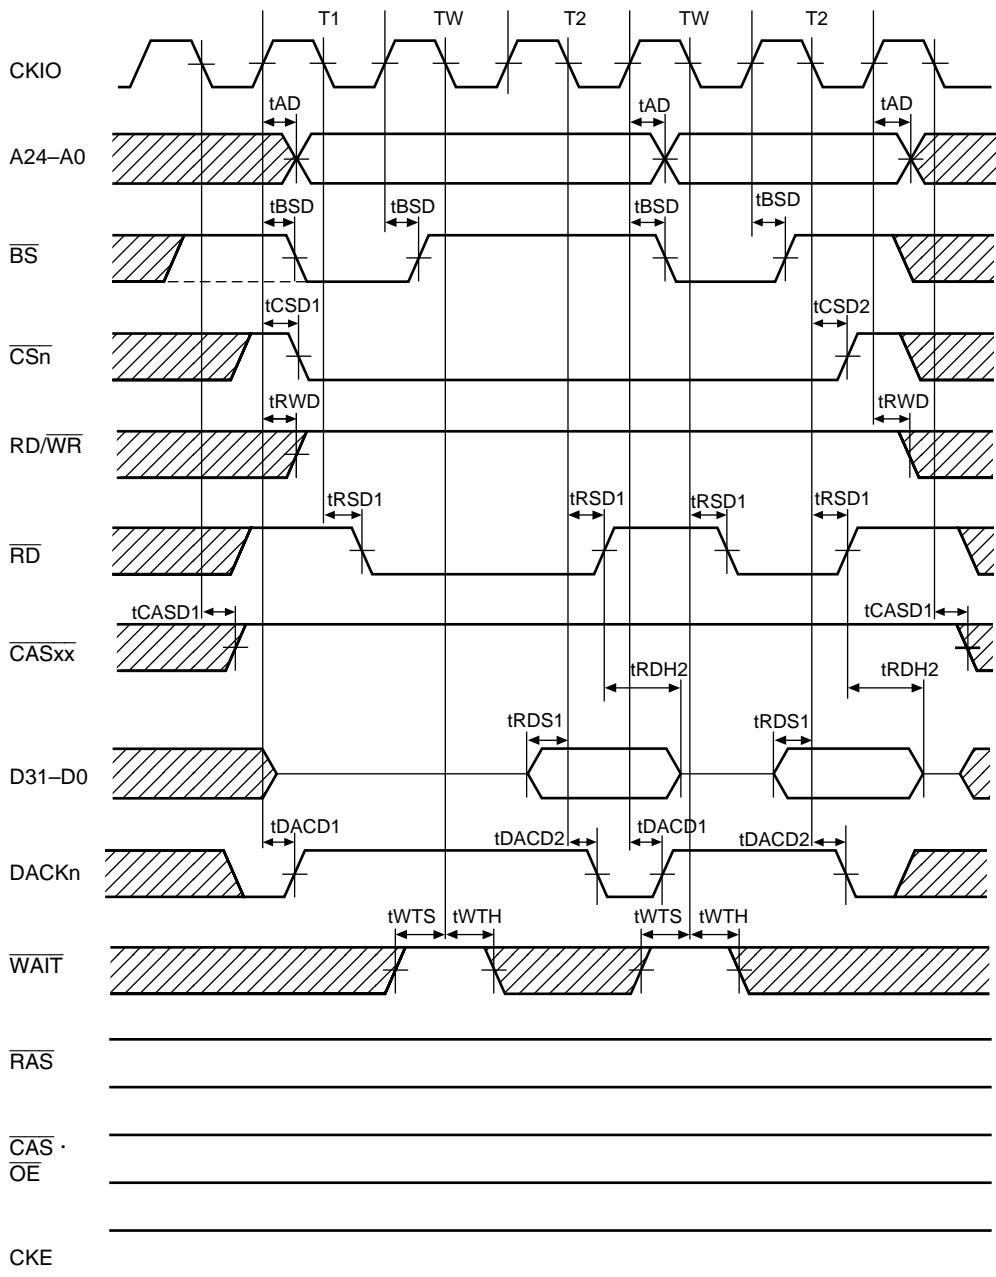 T1 TW T2 TW T2
CKIO
tAD tAD tAD
A24–A0
tBSD tBSD tBSD tBSD
BS
tCSD1 tCSD2
CSn
tRWD tRWD
RD/WR
tRSD1 tRSD1 tRSD1 tRSD1
RD
tCASD1 tCASD1
CASxx
tRDH2 tRDH2
tRDS1 tRDS1
D31–D0
tDACD1 tDACD2 tDACD1 tDACD2
DACKn
tWTS tWTH tWTS tWTH
WAIT
RAS
CAS ·
OE
CKE